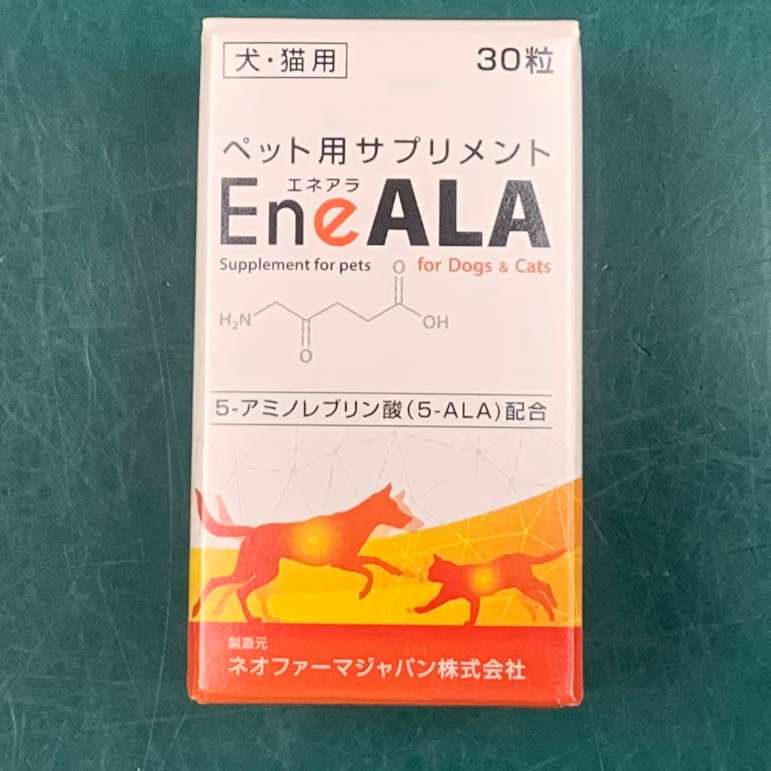 犬・猫用 30粒
ペット用サプリメント
エネアラ
EneALA
Supplement for pets for Dogs & Cats
O
H₂N OH
O
5-アミノレブリン酸(5-ALA)配合
製造元
ネオファーマジャパン株式会社